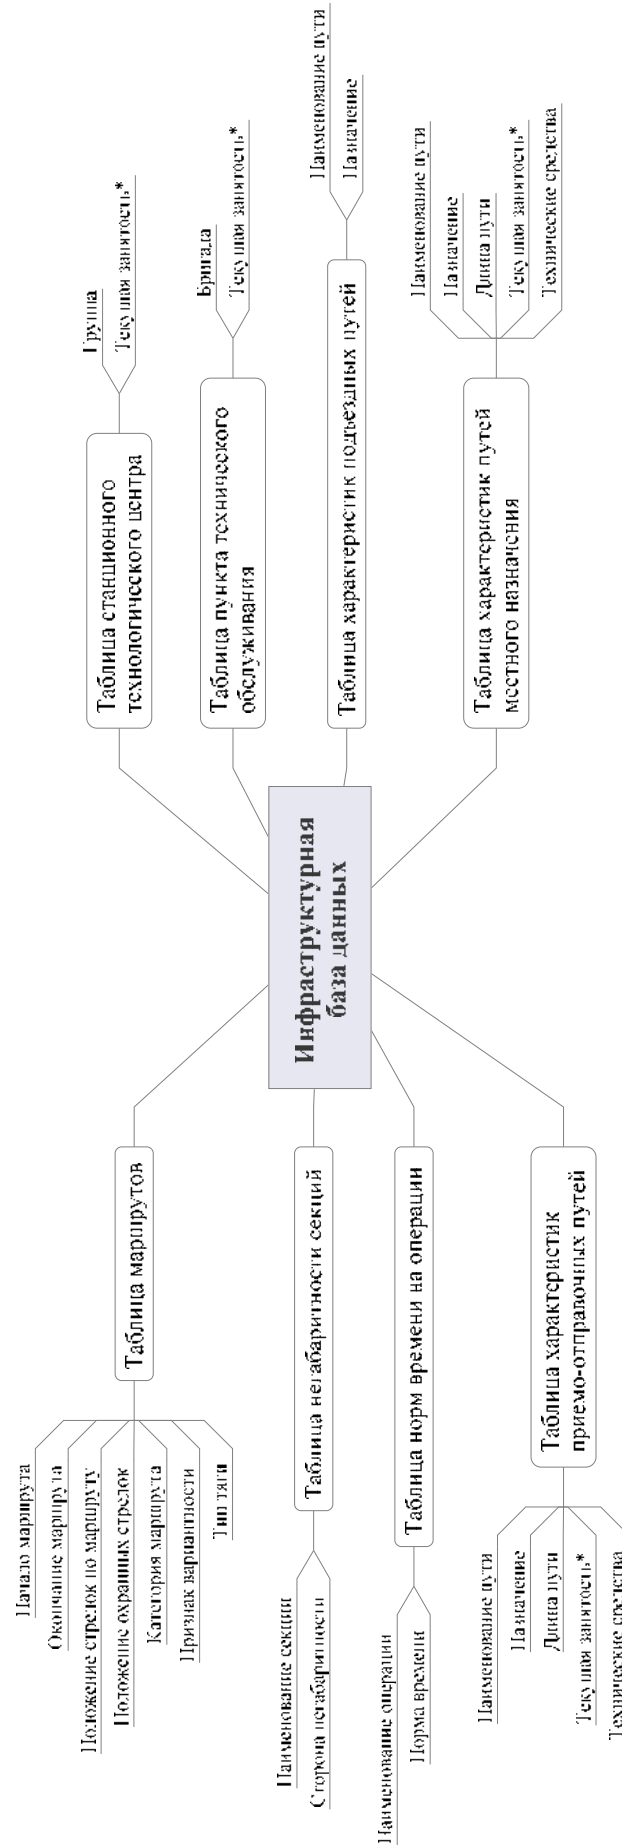 Инфраструктурная
база данных
Таблица маршрутов
Начало маршрута
Окончание маршрута
Положение стрелок по маршруту
Положение охранных стрелок
Категория маршрута
Признак вариантности
Тип тяги
Таблица негабаритности секций
Наименование секции
Сторона негабаритности
Таблица норм времени на операции
Наименование операции
Норма времени
Таблица характеристик
приемо-отправочных путей
Наименование пути
Назначение
Длина пути
Текущая занятость*
Технические средства
Таблица станционного
технологического центра
Группа
Текущая занятость*
Таблица пункта технического
обслуживания
Бригада
Текущая занятость*
Таблица характеристик подъездных путей
Наименование пути
Назначение
Таблица характеристик путей
местного назначения
Наименование пути
Назначение
Длина пути
Текущая занятость*
Технические средства